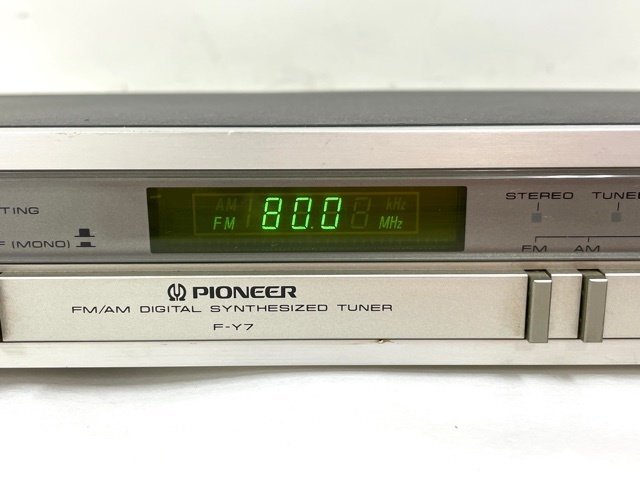 TING
F (MONO)
AM kHz
FM 80.0 MHz
STEREO TUNED
FM AM
PIONEER
FM/AM DIGITAL SYNTHESIZED TUNER
F-Y7